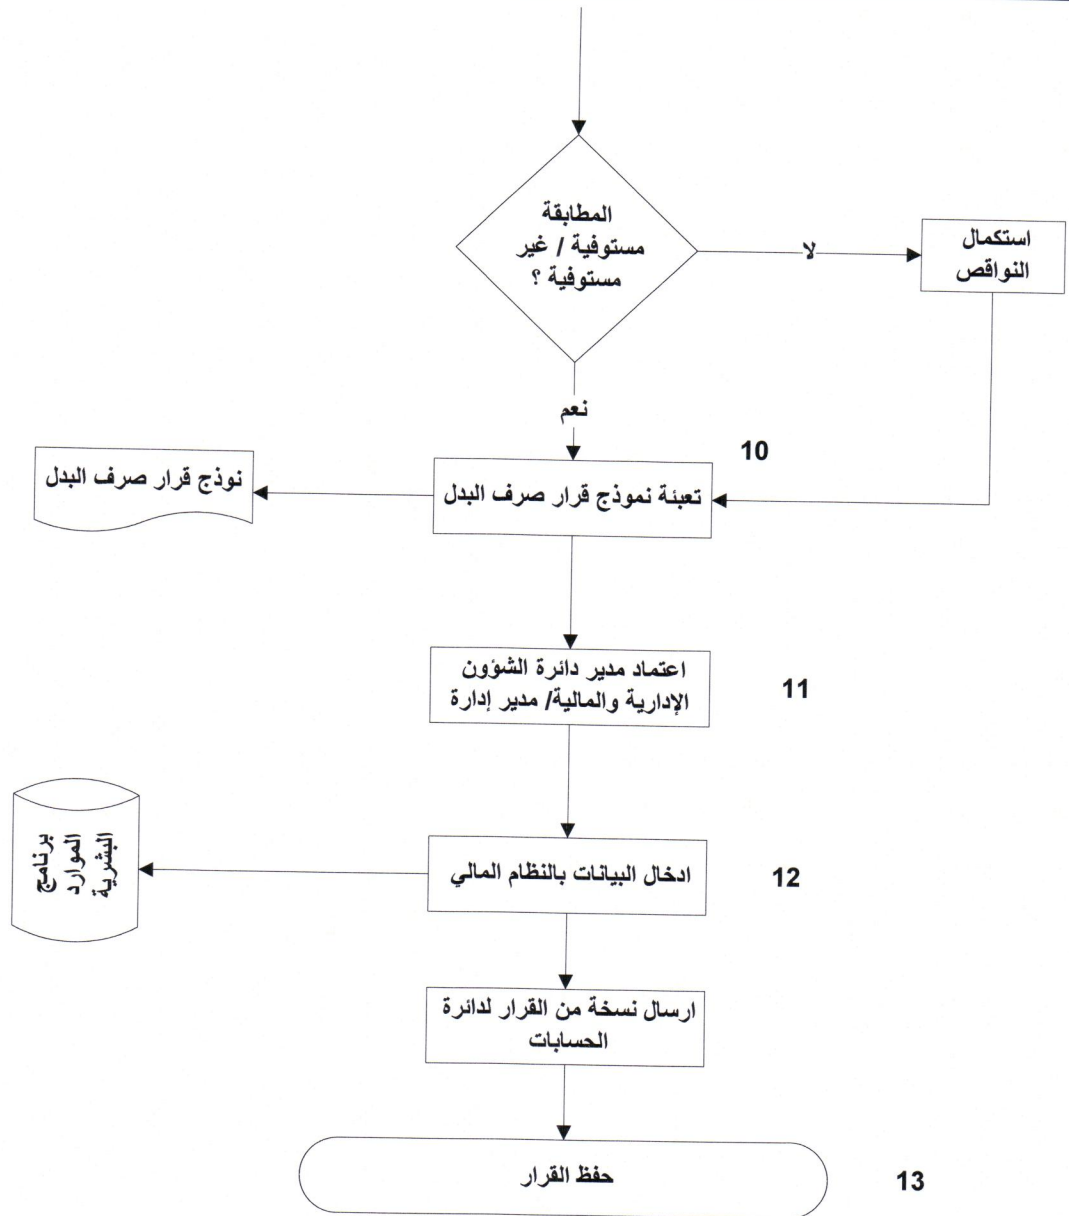 المطابقة
مستوفية / غير
مستوفية ؟
لا
استكمال
النواقص
نعم
10
تعبئة نموذج قرار صرف البدل
نوذج قرار صرف البدل
اعتماد مدير دائرة الشؤون
الإدارية والمالية/ مدير إدارة
11
ادخال البيانات بالنظام المالي
12
برنامج
الموارد
البشرية
ارسال نسخة من القرار لدائرة
الحسابات
حفظ القرار
13